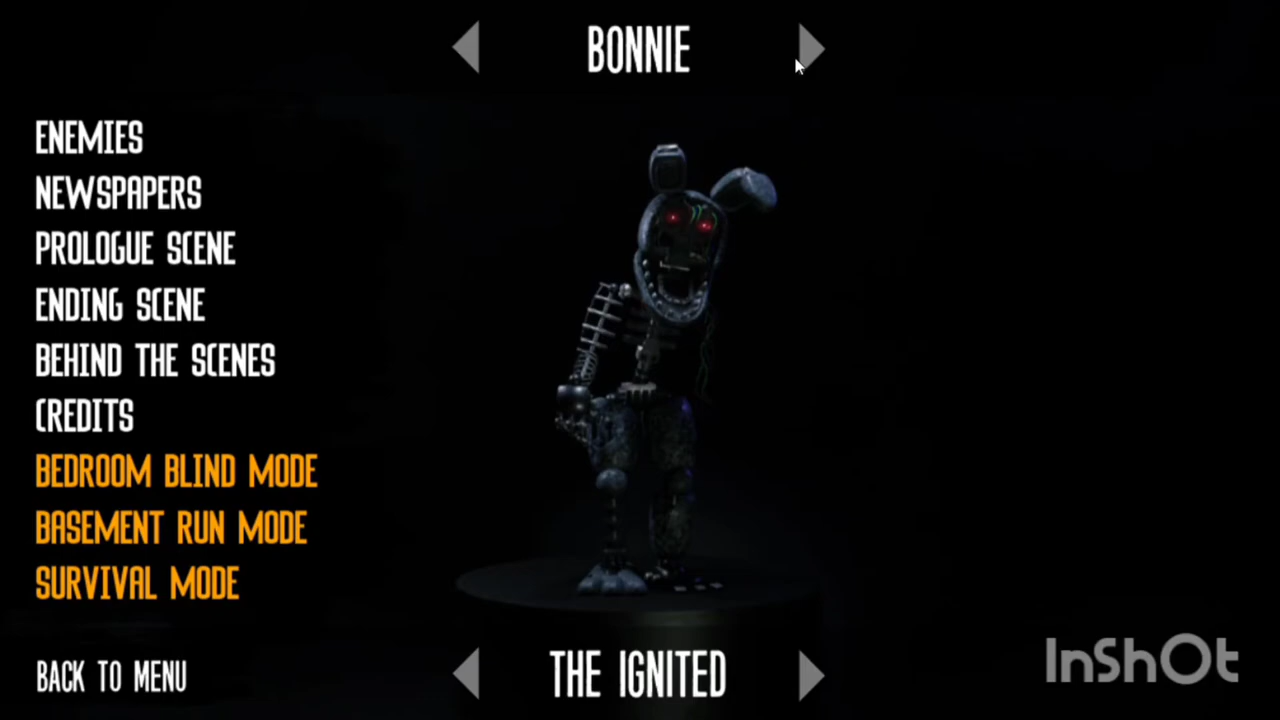 BONNIE
ENEMIES
NEWSPAPERS
PROLOGUE SCENE
ENDING SCENE
BEHIND THE SCENES
CREDITS
BEDROOM BLIND MODE
BASEMENT RUN MODE
SURVIVAL MODE
BACK TO MENU
THE IGNITED
InShOt